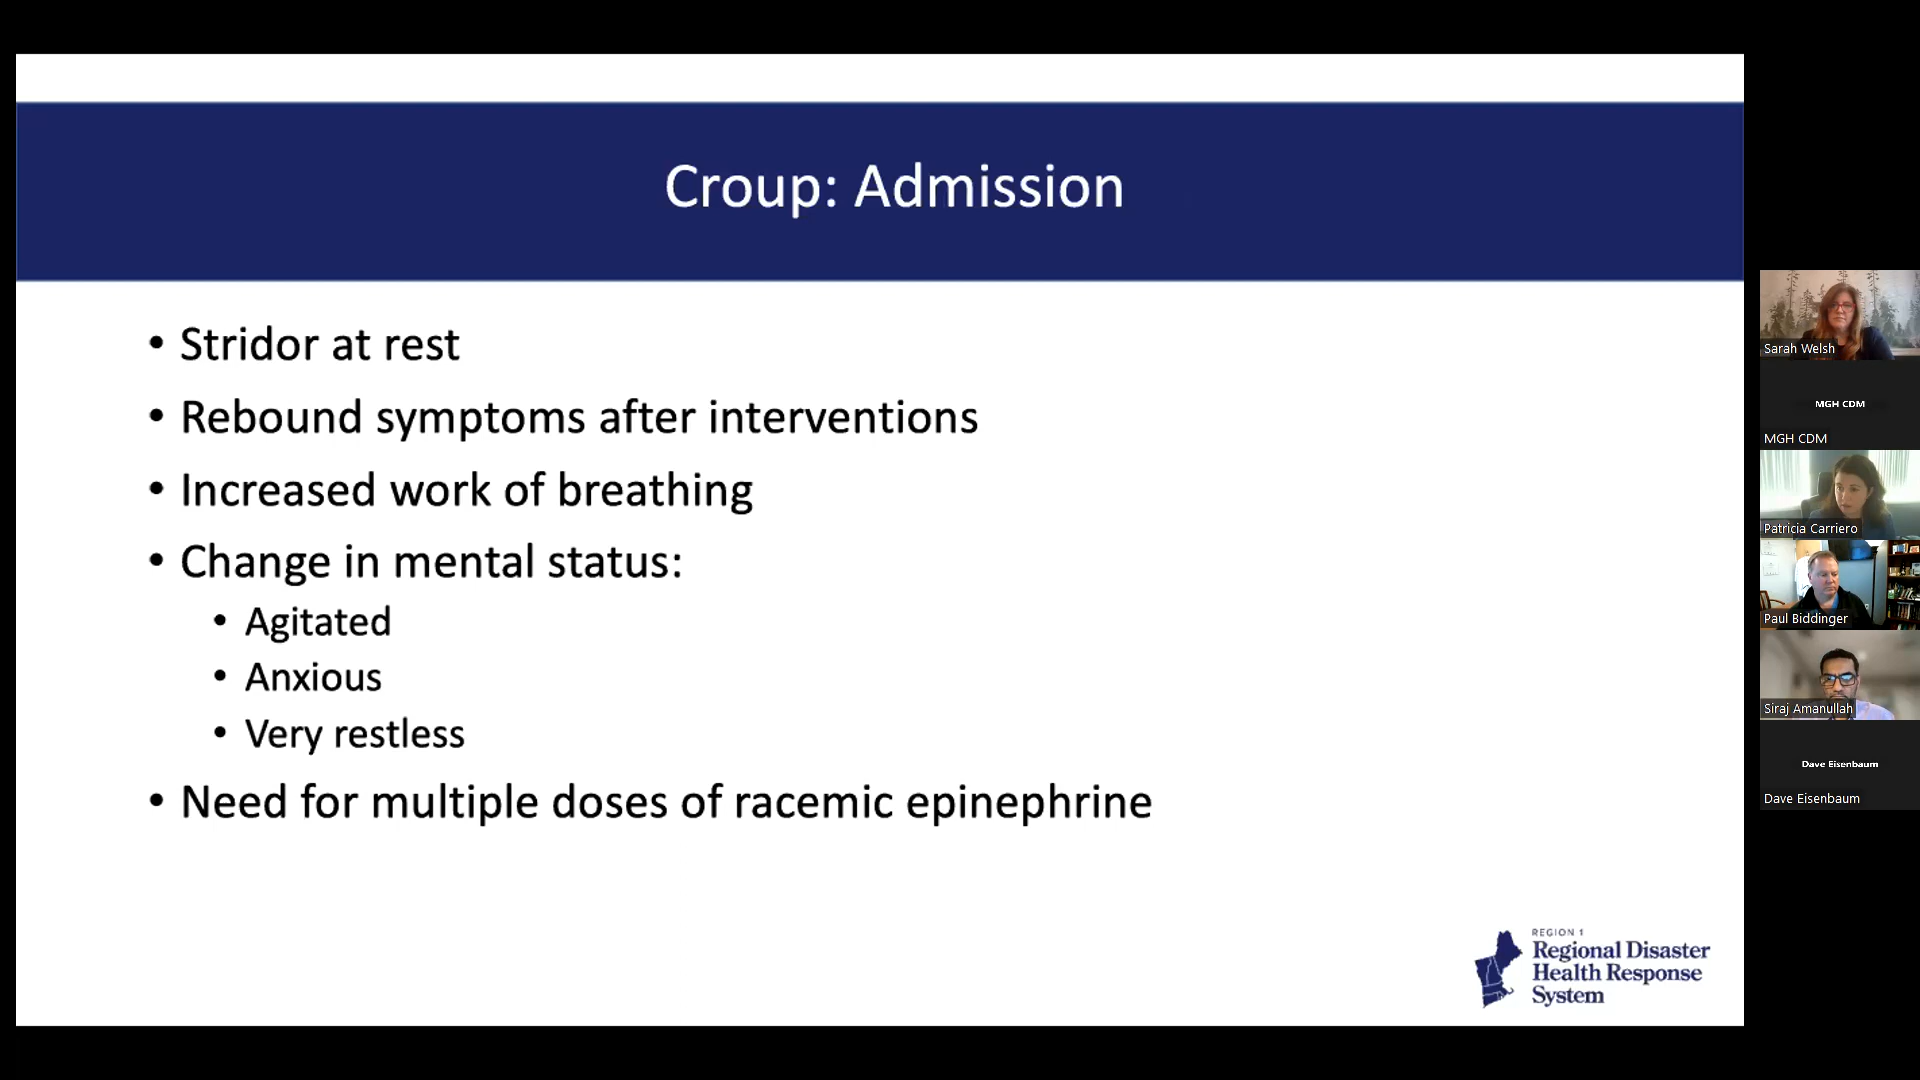 Croup: Admission
• Stridor at rest
• Rebound symptoms after interventions
• Increased work of breathing
• Change in mental status:
• Agitated
• Anxious
• Very restless
• Need for multiple doses of racemic epinephrine
REGION 1
Regional Disaster
Health Response
System
Sarah Welsh
MGH CDM
MGH CDM
Patricia Carriero
Paul Biddinger
Siraj Amanullah
Dave Eisenbaum
Dave Eisenbaum